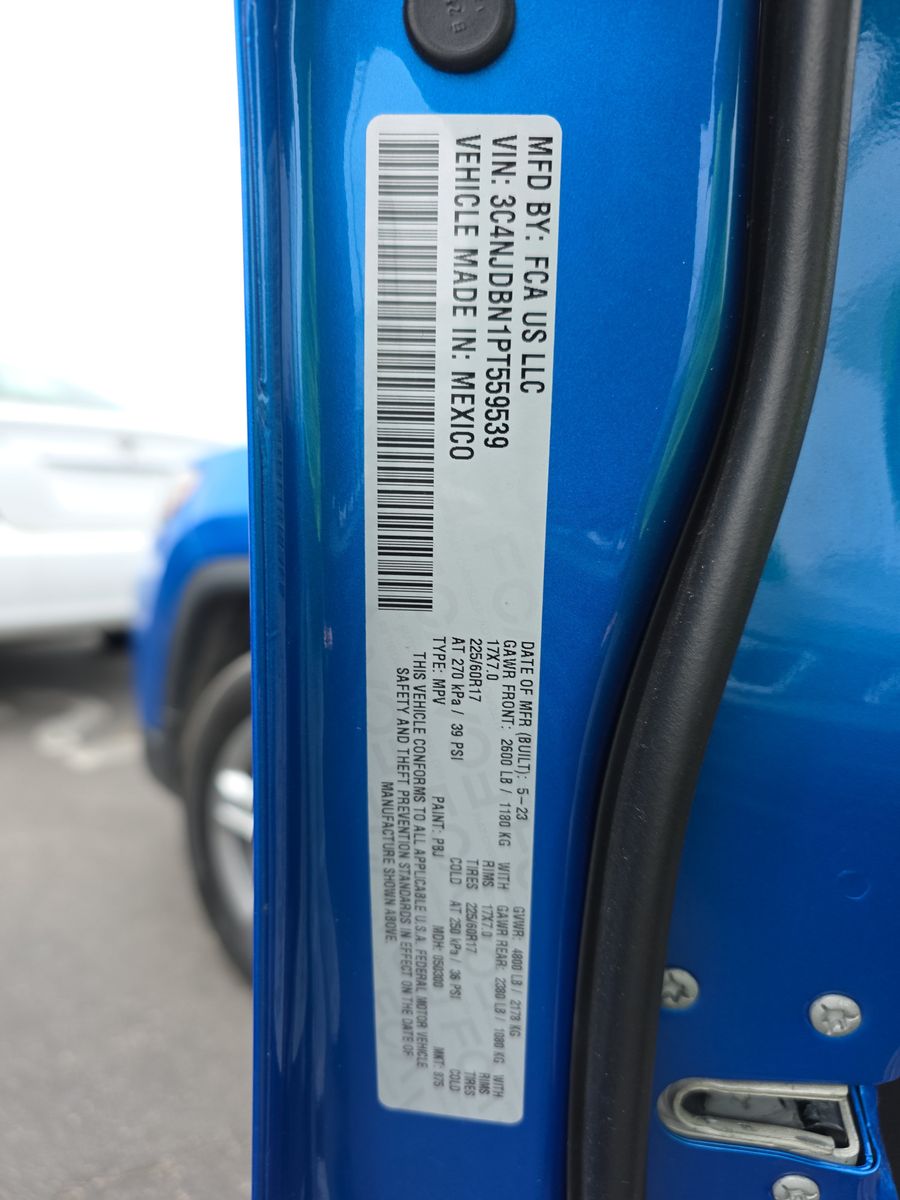 MFD BY: FCA US LLC
VIN: 3C4NJDBN1PT559539
VEHICLE MADE IN: MEXICO
DATE OF MFR (BUILT): 5-23 GVWR: 4800 LB / 2178 KG
GAWR FRONT: 2600 LB / 1180 KG WITH GAWR REAR: 2380 LB / 1080 KG WITH
17X7.0 RIMS 17X7.0 RIMS
225/60R17 TIRES 225/60R17 TIRES
AT 270 kPa / 39 PSI COLD AT 250 kPa / 36 PSI COLD
TYPE: MPV PAINT: PBJ MDH: 050300 MKT: 975
THIS VEHICLE CONFORMS TO ALL APPLICABLE U.S.A. FEDERAL MOTOR VEHICLE
SAFETY AND THEFT PREVENTION STANDARDS IN EFFECT ON THE DATE OF
MANUFACTURE SHOWN ABOVE.